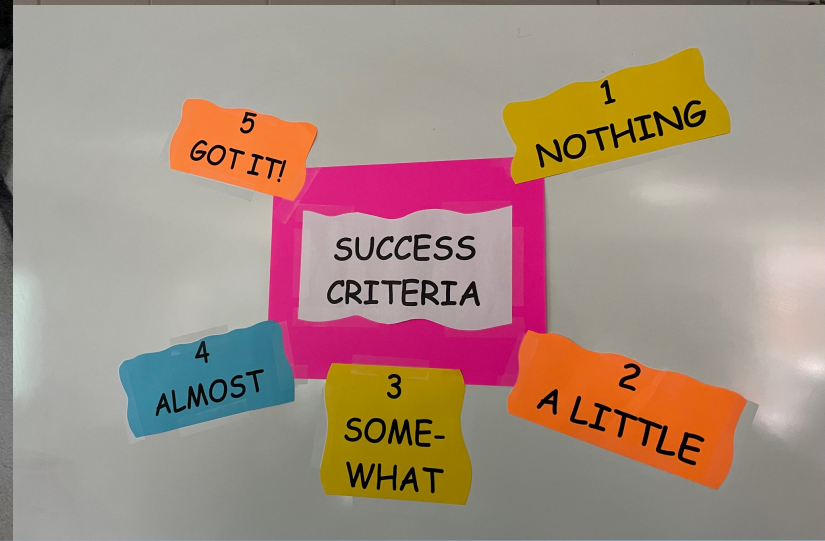 SUCCESS
CRITERIA
1
NOTHING
2
A LITTLE
3
SOME-
WHAT
4
ALMOST
5
GOT IT!